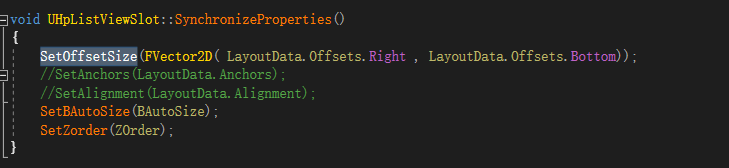 void UHpListViewSlot::SynchronizeProperties()
{
SetOffsetSize(FVector2D( LayoutData.Offsets.Right , LayoutData.Offsets.Bottom));
//SetAnchors(LayoutData.Anchors);
//SetAlignment(LayoutData.Alignment);
SetBAutoSize(BAutoSize);
SetZorder(ZOrder);
}